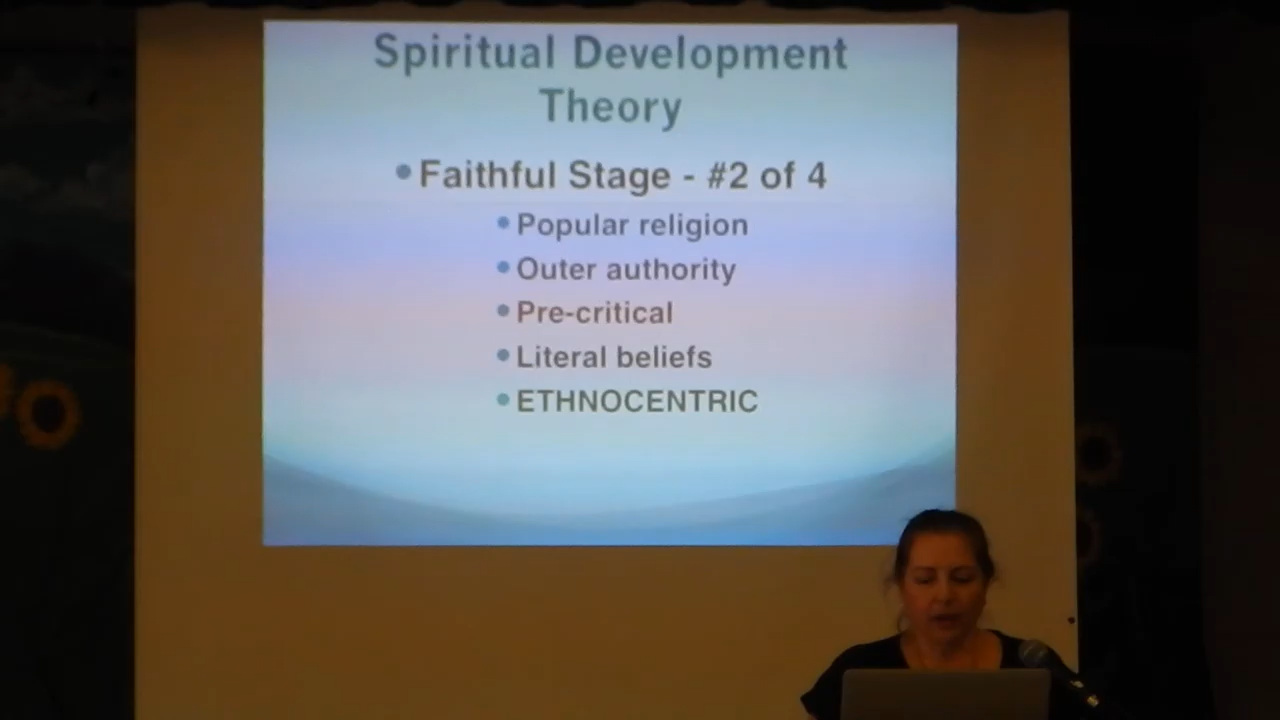 Spiritual Development
Theory
• Faithful Stage - #2 of 4
• Popular religion
• Outer authority
• Pre-critical
• Literal beliefs
• ETHNOCENTRIC